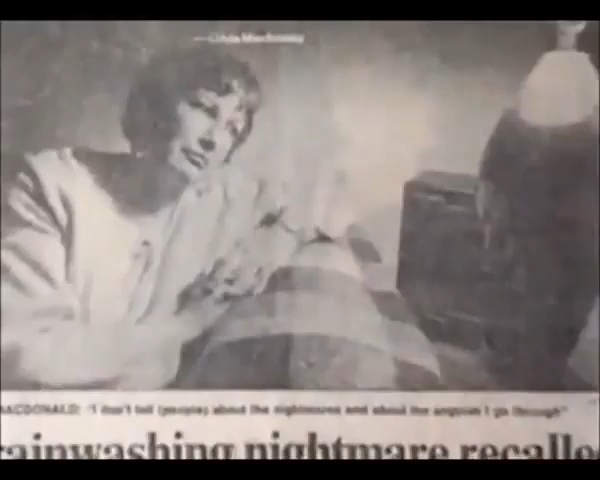 MACDONALD: "I don't tell (people) about the nightmares and about the anguish I go through"
rainwashing nightmare recalle